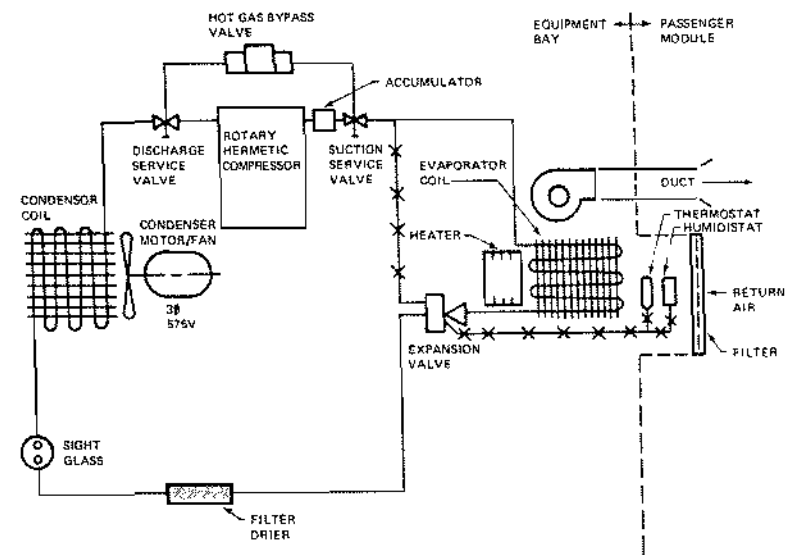 HOT GAS BYPASS
VALVE
EQUIPMENT
BAY
PASSENGER
MODULE
ACCUMULATOR
DISCHARGE
SERVICE
VALVE
ROTARY
HERMETIC
COMPRESSOR
SUCTION
SERVICE
VALVE
EVAPORATOR
COIL
DUCT
CONDENSOR
COIL
CONDENSER
MOTOR/FAN
HEATER
THERMOSTAT
HUMIDISTAT
3ϕ
575V
RETURN
AIR
EXPANSION
VALVE
FILTER
SIGHT
GLASS
FILTER
DRIER